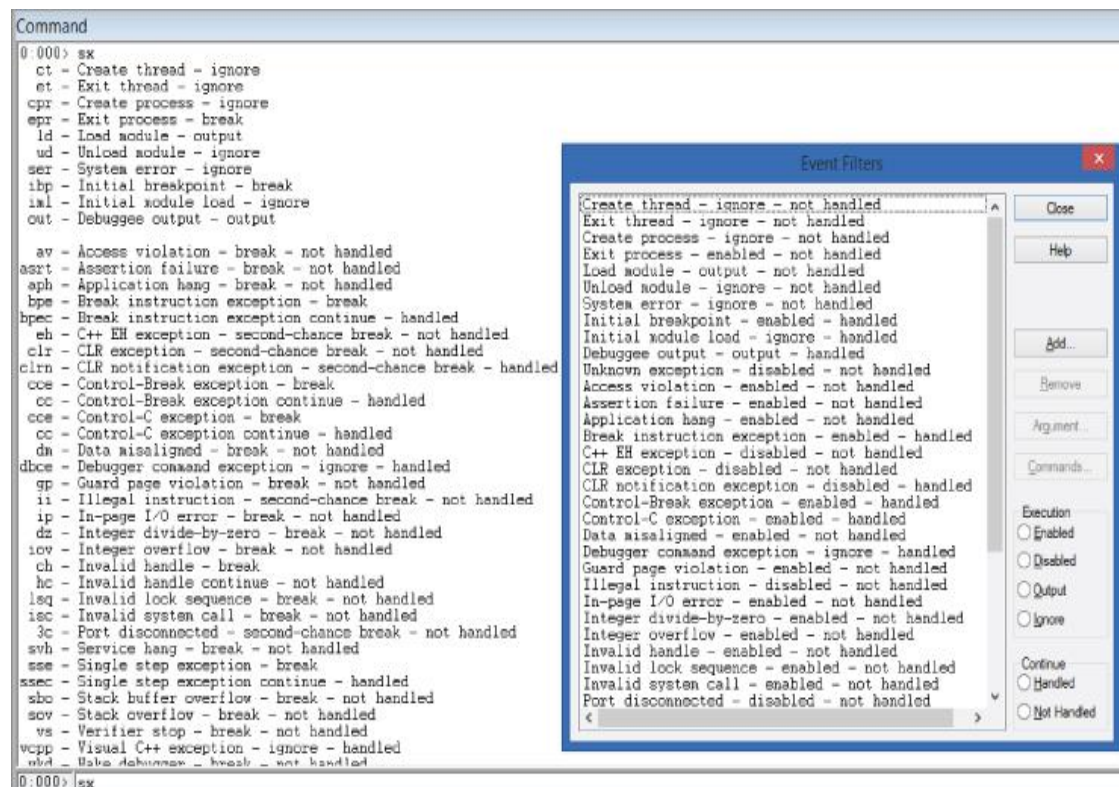 Command
0:000> sx
ct - Create thread - ignore
et - Exit thread - ignore
cpr - Create process - ignore
epr - Exit process - break
ld - Load module - output
ud - Unload module - ignore
ser - System error - ignore
ibp - Initial breakpoint - break
iml - Initial module load - ignore
out - Debuggee output - output
av - Access violation - break - not handled
asrt - Assertion failure - break - not handled
aph - Application hang - break - not handled
bpe - Break instruction exception - break
bpec - Break instruction exception continue - handled
eh - C++ EH exception - second-chance break - not handled
clr - CLR exception - second-chance break - not handled
clrn - CLR notification exception - second-chance break - handled
cce - Control-Break exception - break
cc - Control-Break exception continue - handled
cce - Control-C exception - break
cc - Control-C exception continue - handled
dm - Data misaligned - break - not handled
dbce - Debugger command exception - ignore - handled
gp - Guard page violation - break - not handled
ii - Illegal instruction - second-chance break - not handled
ip - In-page I/O error - break - not handled
dz - Integer divide-by-zero - break - not handled
iov - Integer overflow - break - not handled
ch - Invalid handle - break
hc - Invalid handle continue - not handled
lsq - Invalid lock sequence - break - not handled
isc - Invalid system call - break - not handled
3c - Port disconnected - second-chance break - not handled
svh - Service hang - break - not handled
sse - Single step exception - break
ssec - Single step exception continue - handled
sbo - Stack buffer overflow - break - not handled
sov - Stack overflow - break - not handled
vs - Verifier stop - break - not handled
vcpp - Visual C++ exception - ignore - handled
wkd - Wake debugger - break - not handled
0:000> sx
Event Filters
Create thread - ignore - not handled
Exit thread - ignore - not handled
Create process - ignore - not handled
Exit process - enabled - not handled
Load module - output - not handled
Unload module - ignore - not handled
System error - ignore - not handled
Initial breakpoint - enabled - handled
Initial module load - ignore - handled
Debuggee output - output - handled
Unknown exception - disabled - not handled
Access violation - enabled - not handled
Assertion failure - enabled - not handled
Application hang - enabled - not handled
Break instruction exception - enabled - handled
C++ EH exception - disabled - not handled
CLR exception - disabled - not handled
CLR notification exception - disabled - handled
Control-Break exception - enabled - handled
Control-C exception - enabled - handled
Data misaligned - enabled - not handled
Debugger command exception - ignore - handled
Guard page violation - enabled - not handled
Illegal instruction - disabled - not handled
In-page I/O error - enabled - not handled
Integer divide-by-zero - enabled - not handled
Integer overflow - enabled - not handled
Invalid handle - enabled - not handled
Invalid lock sequence - enabled - not handled
Invalid system call - enabled - not handled
Port disconnected - disabled - not handled
Close
Help
Add...
Remove
Argument...
Commands...
Execution
Enabled
Disabled
Output
Ignore
Continue
Handled
Not Handled